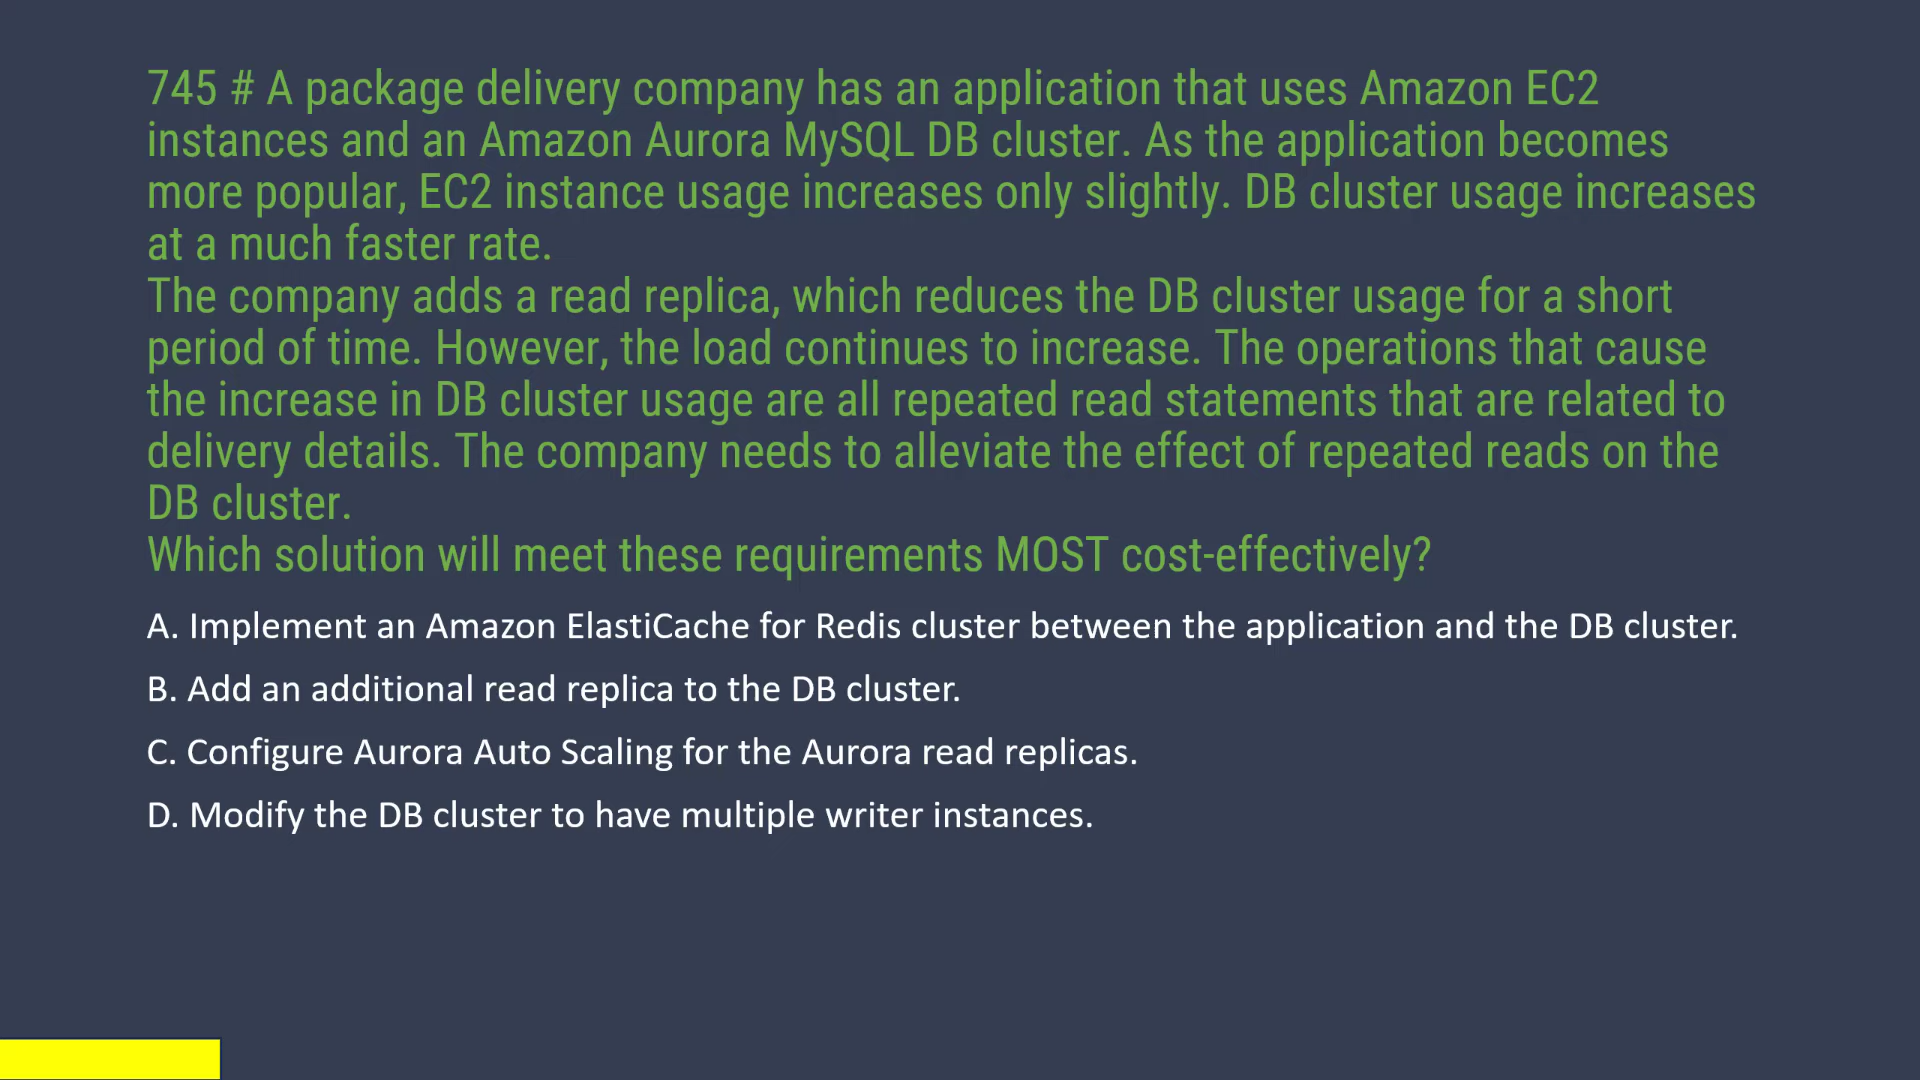 745 # A package delivery company has an application that uses Amazon EC2
instances and an Amazon Aurora MySQL DB cluster. As the application becomes
more popular, EC2 instance usage increases only slightly. DB cluster usage increases
at a much faster rate.
The company adds a read replica, which reduces the DB cluster usage for a short
period of time. However, the load continues to increase. The operations that cause
the increase in DB cluster usage are all repeated read statements that are related to
delivery details. The company needs to alleviate the effect of repeated reads on the
DB cluster.
Which solution will meet these requirements MOST cost-effectively?
A. Implement an Amazon ElastiCache for Redis cluster between the application and the DB cluster.
B. Add an additional read replica to the DB cluster.
C. Configure Aurora Auto Scaling for the Aurora read replicas.
D. Modify the DB cluster to have multiple writer instances.